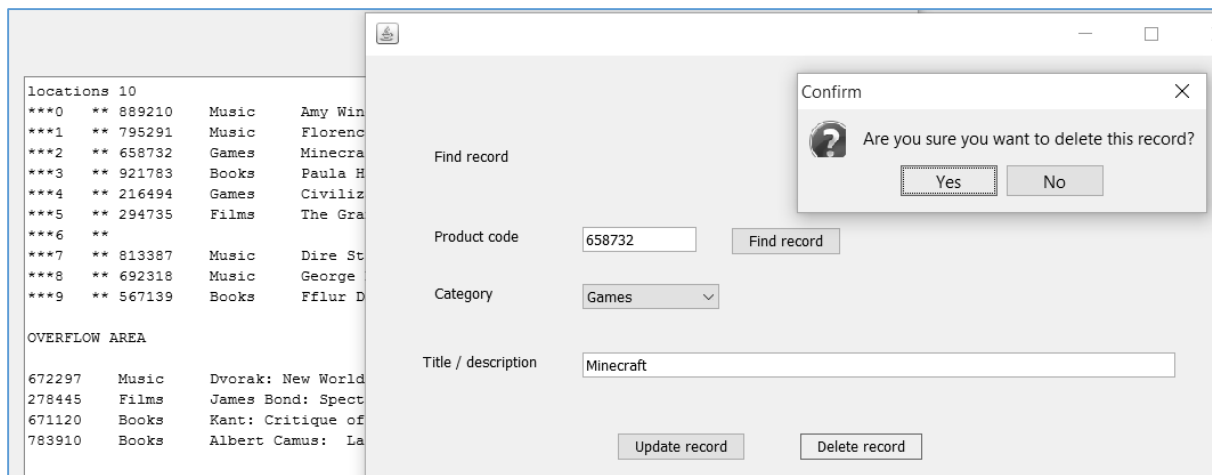 locations 10
***0 ** 889210 Music Amy Win
***1 ** 795291 Music Florenc
***2 ** 658732 Games Minecra
***3 ** 921783 Books Paula H
***4 ** 216494 Games Civiliz
***5 ** 294735 Films The Gra
***6 **
***7 ** 813387 Music Dire St
***8 ** 692318 Music George
***9 ** 567139 Books Fflur D
OVERFLOW AREA
672297 Music Dvorak: New World
278445 Films James Bond: Spect
671120 Books Kant: Critique of
783910 Books Albert Camus: La
Confirm
Are you sure you want to delete this record?
Yes No
Find record
Product code 658732 Find record
Category Games
Title / description Minecraft
Update record Delete record